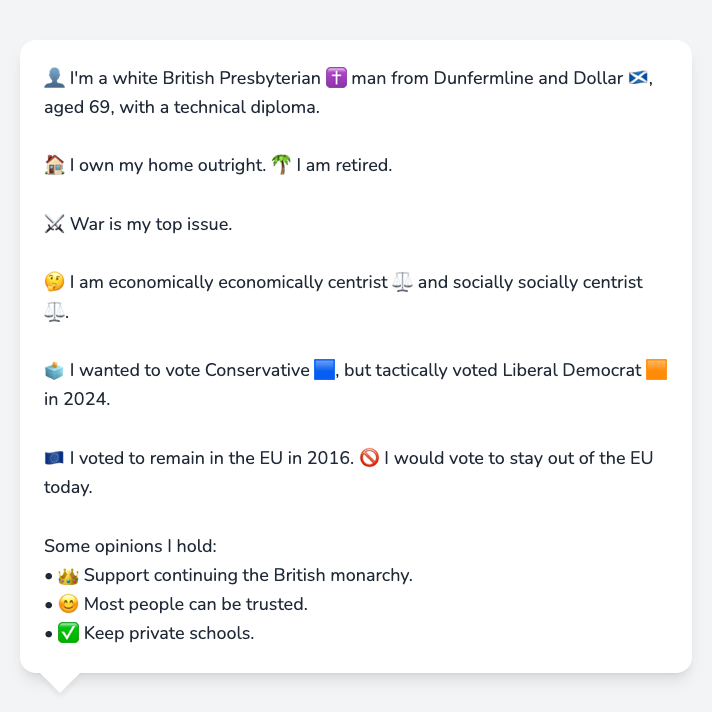 👤 I'm a white British Presbyterian ✝️ man from Dunfermline and Dollar 🏴󠁧󠁢󠁳󠁣󠁴󠁿,
aged 69, with a technical diploma.
🏠 I own my home outright. 🌴 I am retired.
⚔️ War is my top issue.
🤔 I am economically economically centrist ⚖️ and socially socially centrist
⚖️.
🗳️ I wanted to vote Conservative 🟦, but tactically voted Liberal Democrat 🟧
in 2024.
🇪🇺 I voted to remain in the EU in 2016. 🚫 I would vote to stay out of the EU
today.
Some opinions I hold:
• 👑 Support continuing the British monarchy.
• 😊 Most people can be trusted.
• ✅ Keep private schools.